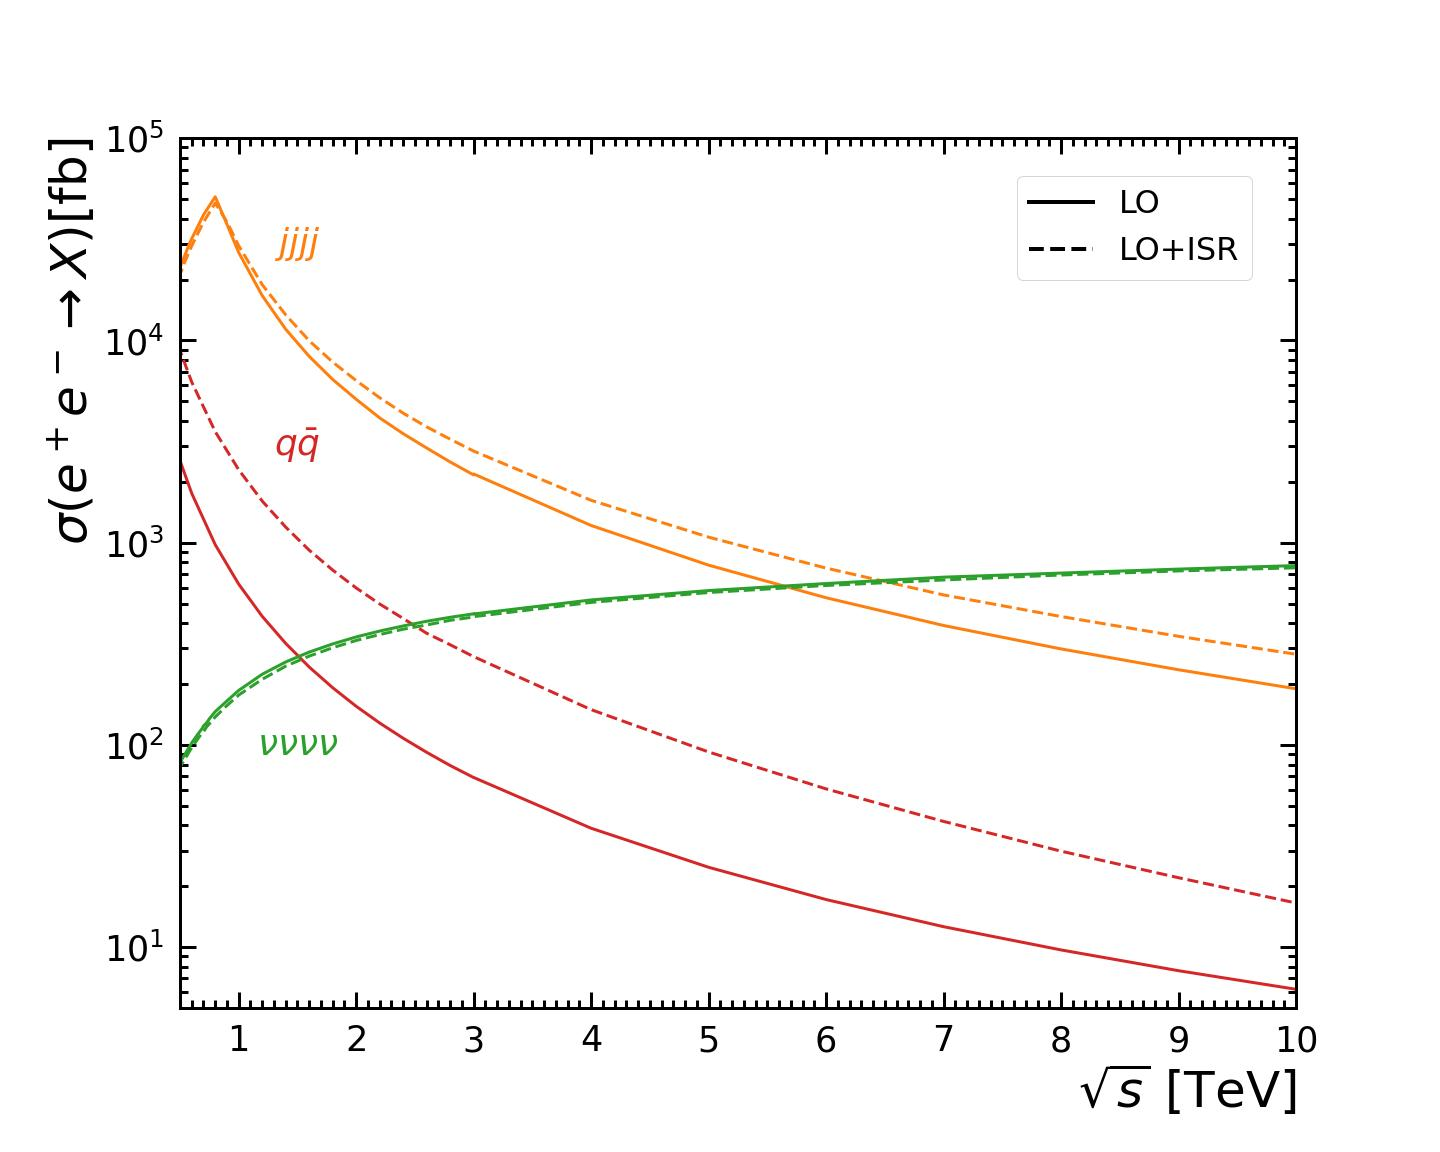 σ(e⁺e⁻ → X)[fb]
10⁵
10⁴
10³
10²
10¹
jjjj
qq̄
νννν
LO
LO+ISR
1 2 3 4 5 6 7 8 9 10
√s [TeV]